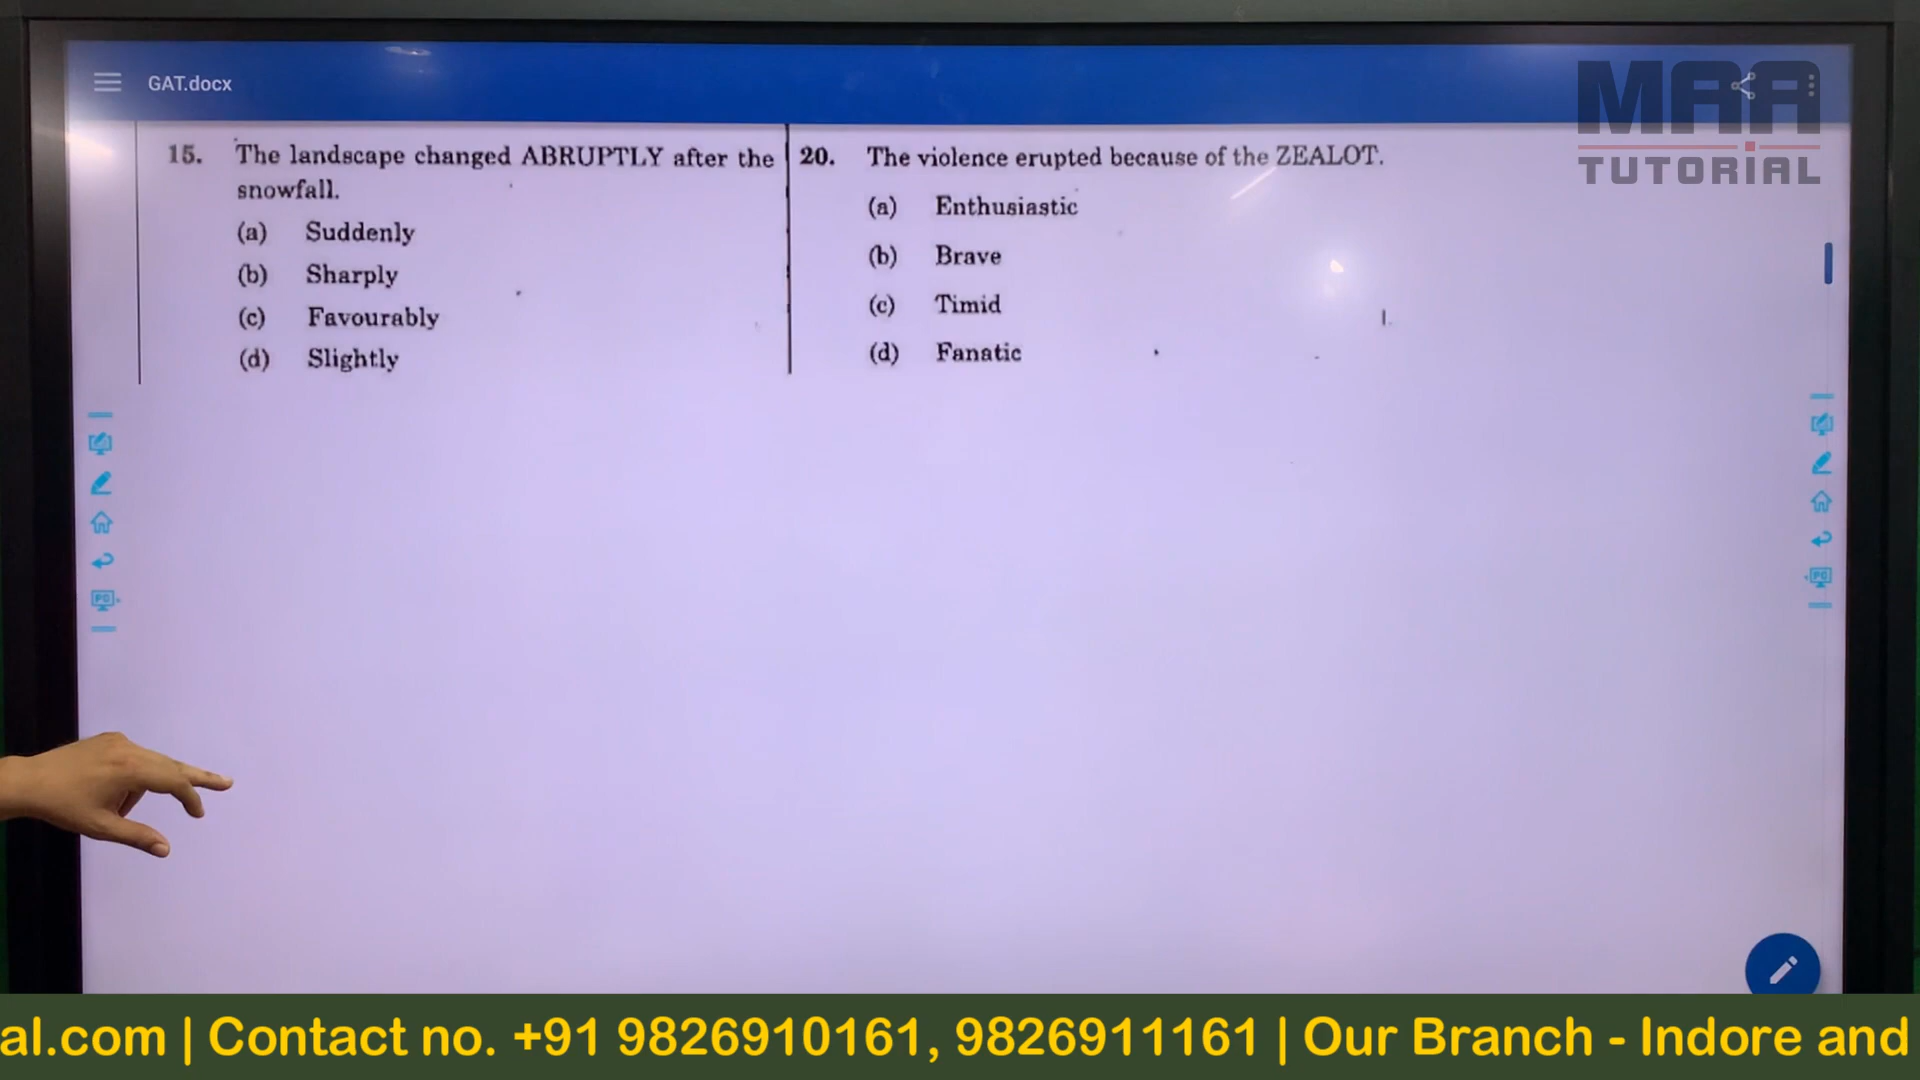 GAT.docx
MAA
TUTORIAL
15. The landscape changed ABRUPTLY after the
snowfall.
(a) Suddenly
(b) Sharply
(c) Favourably
(d) Slightly
20. The violence erupted because of the ZEALOT.
(a) Enthusiastic
(b) Brave
(c) Timid
(d) Fanatic
PC
PC
al.com | Contact no. +91 9826910161, 9826911161 | Our Branch - Indore and